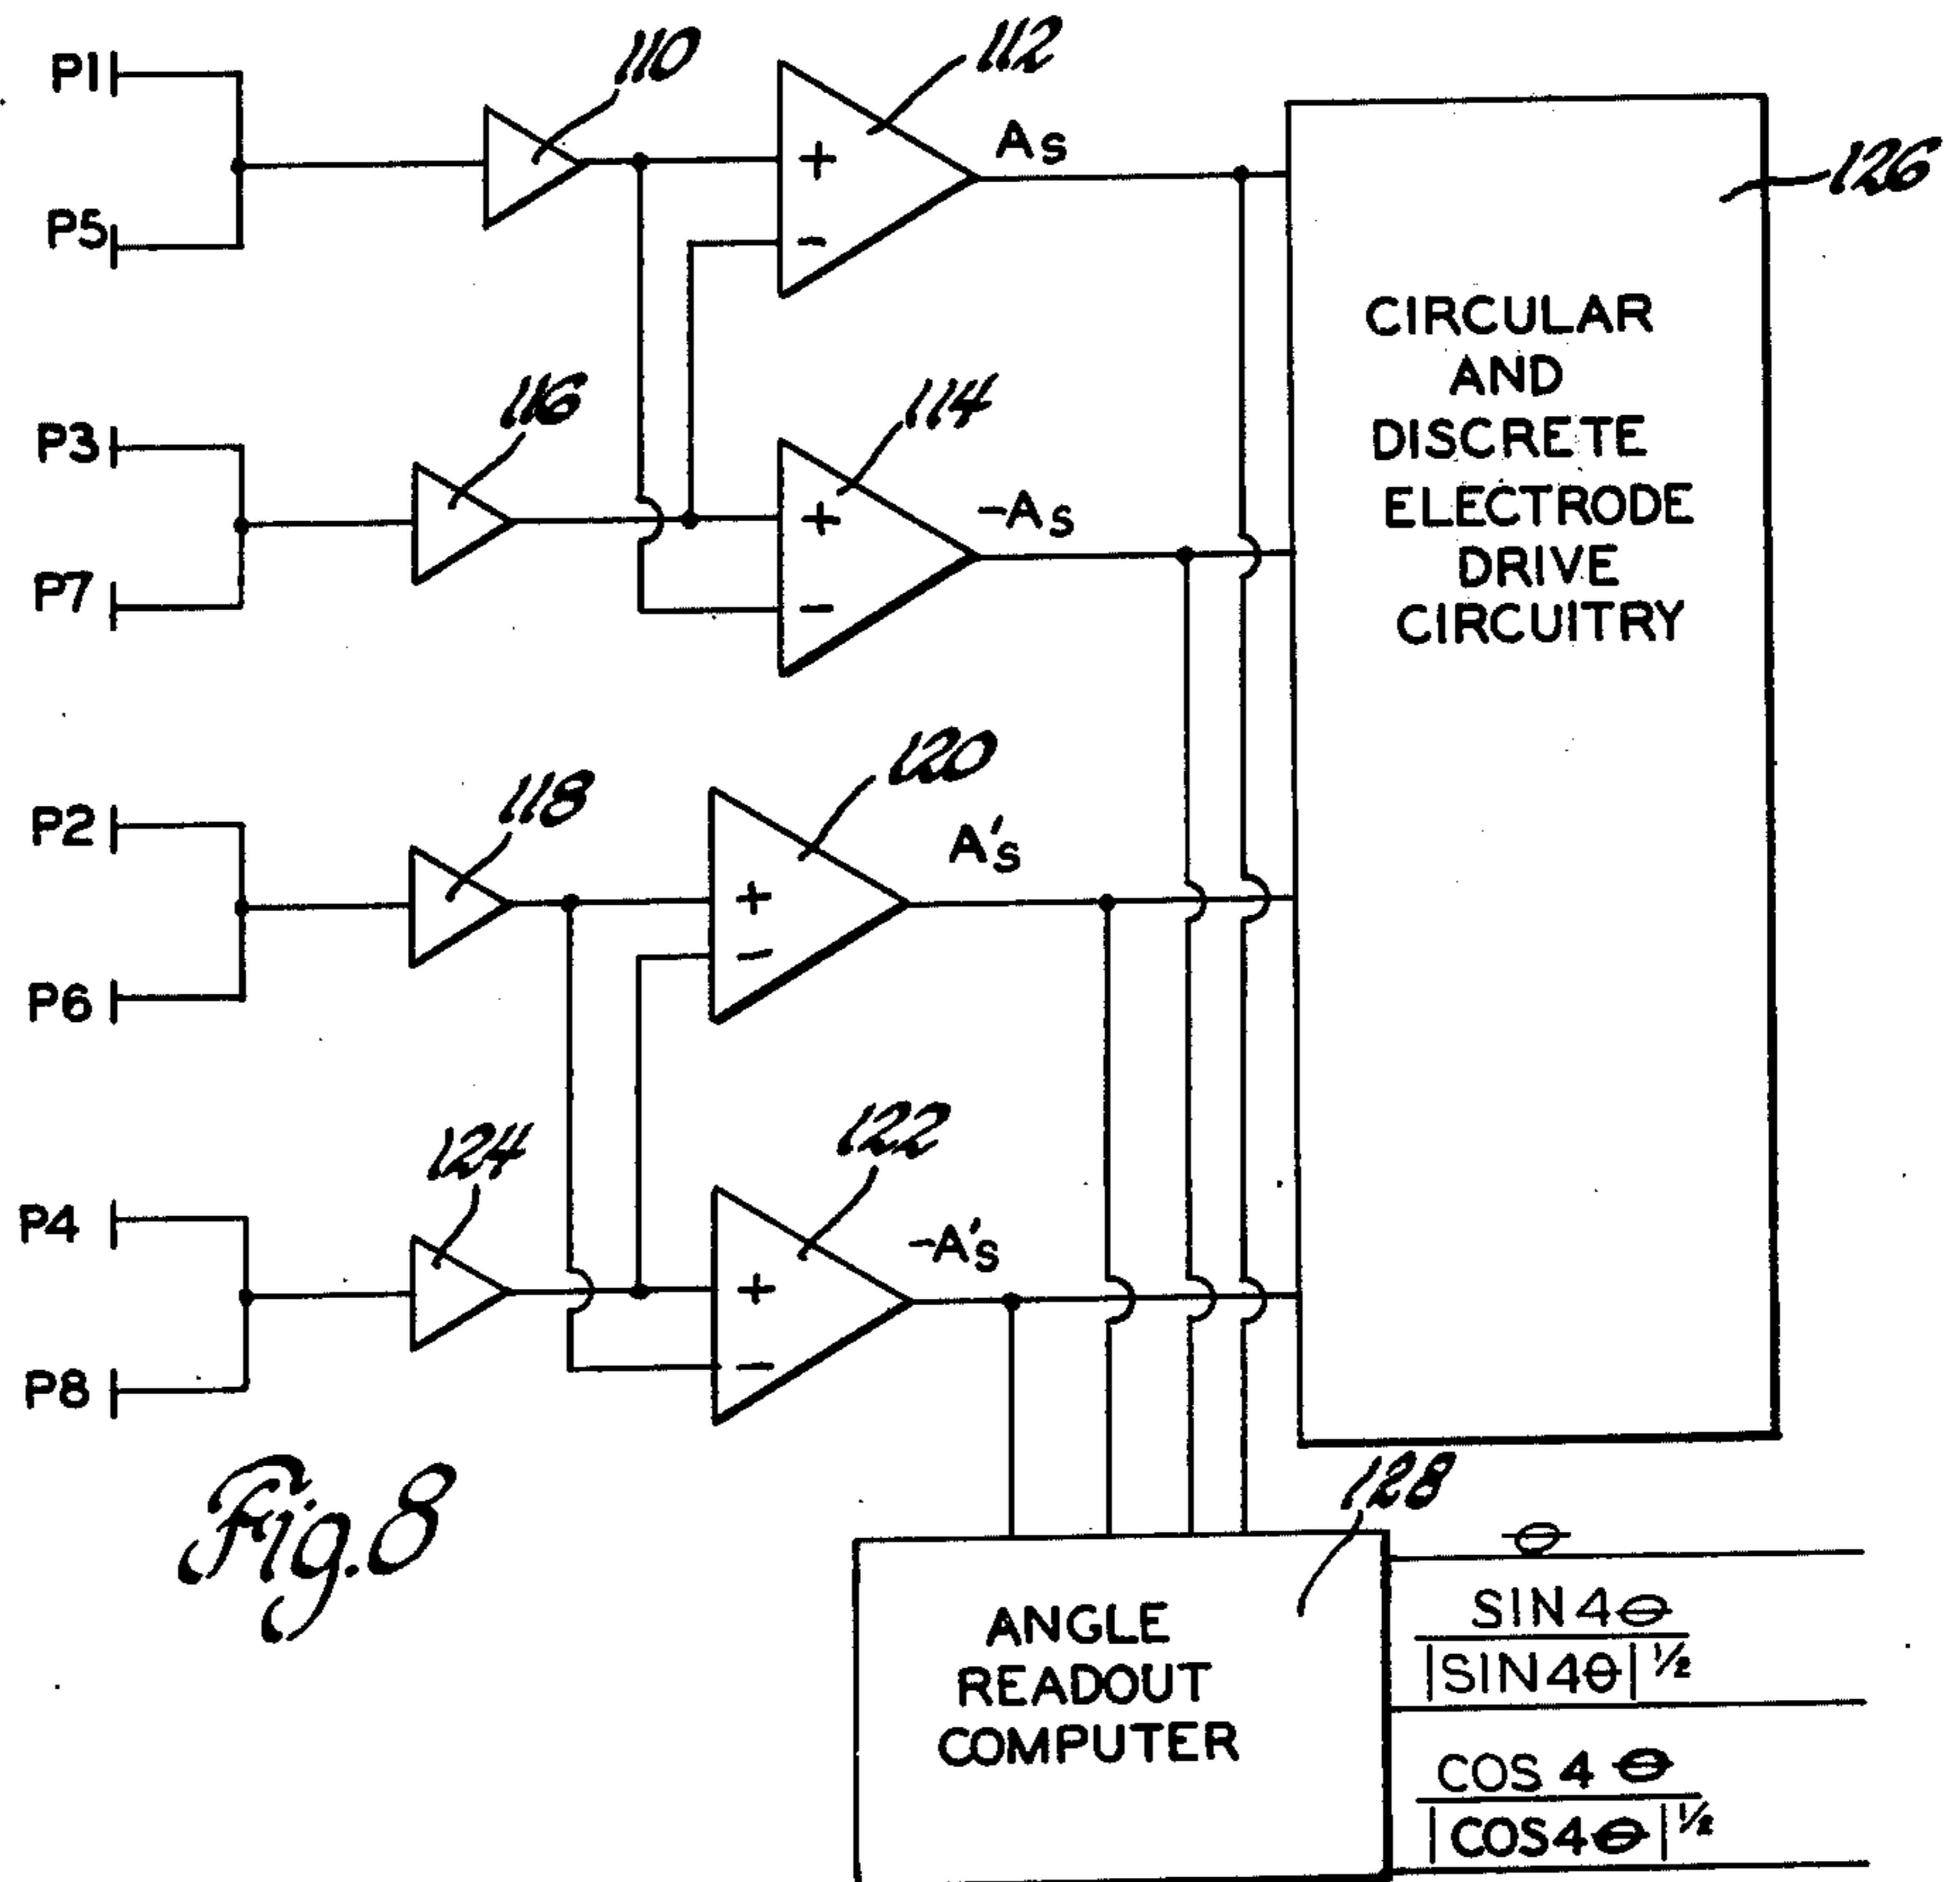 P1
110
112
As
126
P5
+
-
CIRCULAR
AND
DISCRETE
ELECTRODE
DRIVE
CIRCUITRY
P3
116
114
-As
P7
+
-
P2
118
120
A's
P6
+
-
P4
124
122
-A's
P8
+
-
Fig.8
128
ANGLE
READOUT
COMPUTER
θ
SIN 4θ
|SIN4θ| 1/2
COS 4 θ
|COS4θ| 1/2